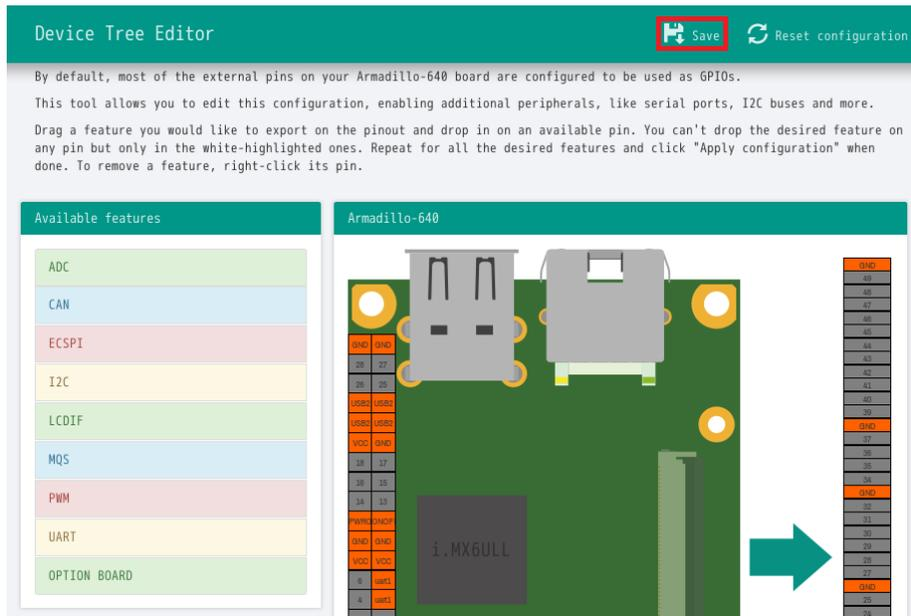 Device Tree Editor
Save
Reset configuration
By default, most of the external pins on your Armadillo-640 board are configured to be used as GPIOs.
This tool allows you to edit this configuration, enabling additional peripherals, like serial ports, I2C buses and more.
Drag a feature you would like to export on the pinout and drop in on an available pin. You can't drop the desired feature on
any pin but only in the white-highlighted ones. Repeat for all the desired features and click "Apply configuration" when
done. To remove a feature, right-click its pin.
Available features
ADC
CAN
ECSPI
I2C
LCDIF
MQS
PWM
UART
OPTION BOARD
Armadillo-640
GND GND
28 27
26 25
USB2 USB2
USB2 USB2
VCC GND
18 17
16 15
14 13
PWRO ONOF
GND GND
VCC VCC
6 uat1
4 uat1
i.MX6ULL
GND
49
48
47
46
45
44
43
42
41
40
39
GND
37
36
35
34
GND
32
31
30
29
28
27
GND
25
24